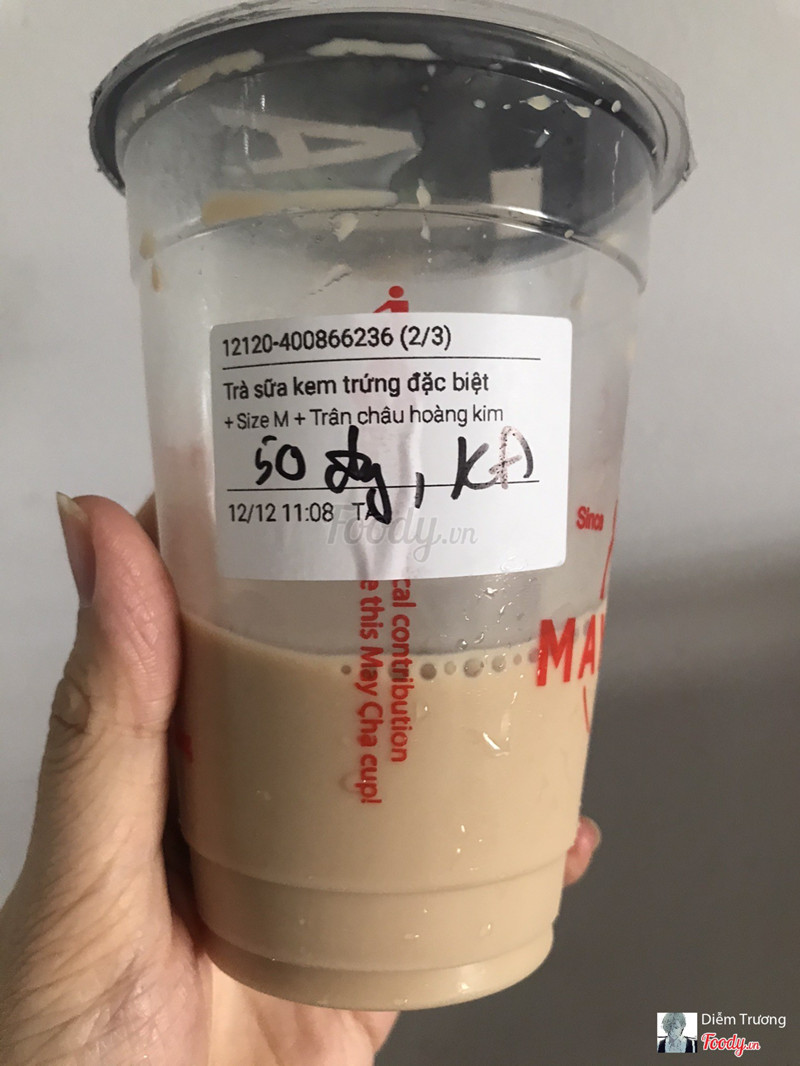 A
12120-400866236 (2/3)
Trà sữa kem trứng đặc biệt
+ Size M + Trân châu hoàng kim
50 đg, KĐ
12/12 11:08 TA
Foody.vn
Since
MAY
cal contribution
e this May Cha cup!
Diễm Trương
Foody.vn